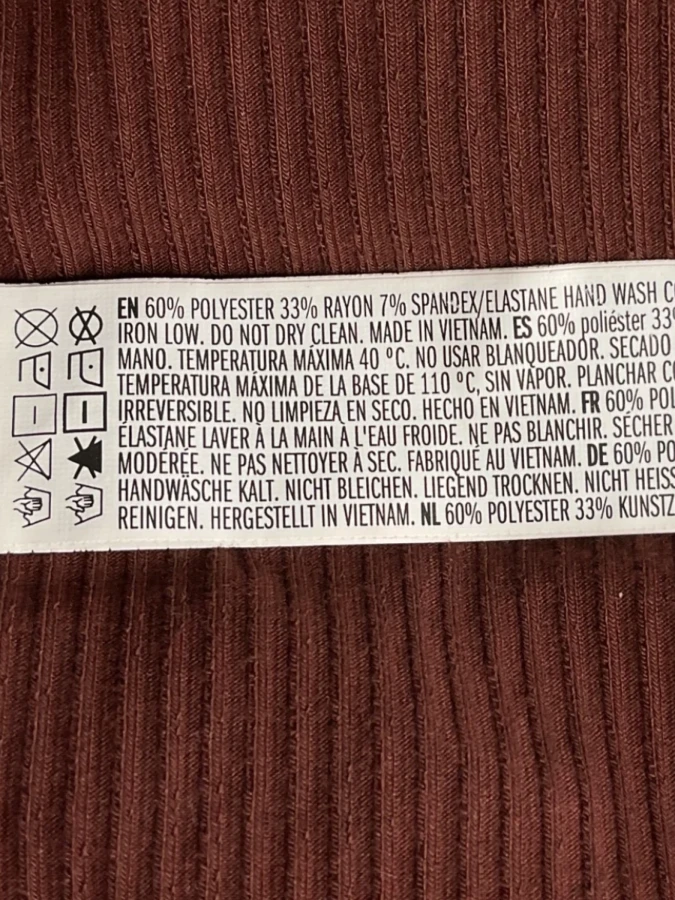 EN 60% POLYESTER 33% RAYON 7% SPANDEX/ELASTANE HAND WASH
IRON LOW. DO NOT DRY CLEAN. MADE IN VIETNAM. ES 60% poliéster 33%
MANO. TEMPERATURA MÁXIMA 40 ºC. NO USAR BLANQUEADOR. SECADO
TEMPERATURA MÁXIMA DE LA BASE DE 110 ºC, SIN VAPOR. PLANCHAR
IRREVERSIBLE. NO LIMPIEZA EN SECO. HECHO EN VIETNAM. FR 60%
ÉLASTANE LAVER À LA MAIN À L'EAU FROIDE. NE PAS BLANCHIR. SÉCHER
MODÉRÉE. NE PAS NETTOYER À SEC. FABRIQUÉ AU VIETNAM. DE 60%
HANDWÄSCHE KALT. NICHT BLEICHEN. LIEGEND TROCKNEN. NICHT
REINIGEN. HERGESTELLT IN VIETNAM. NL 60% POLYESTER 33%